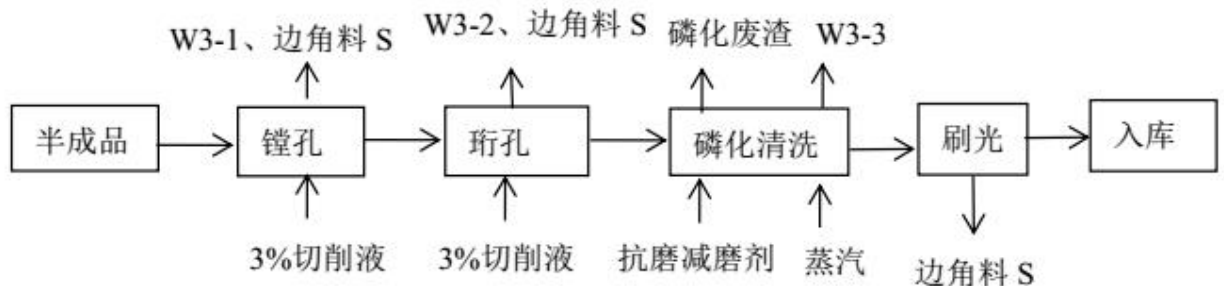 W3-1、边角料 S
W3-2、边角料 S
磷化废渣
W3-3
半成品
镗孔
珩孔
磷化清洗
刷光
入库
3%切削液
3%切削液
抗磨减磨剂
蒸汽
边角料 S